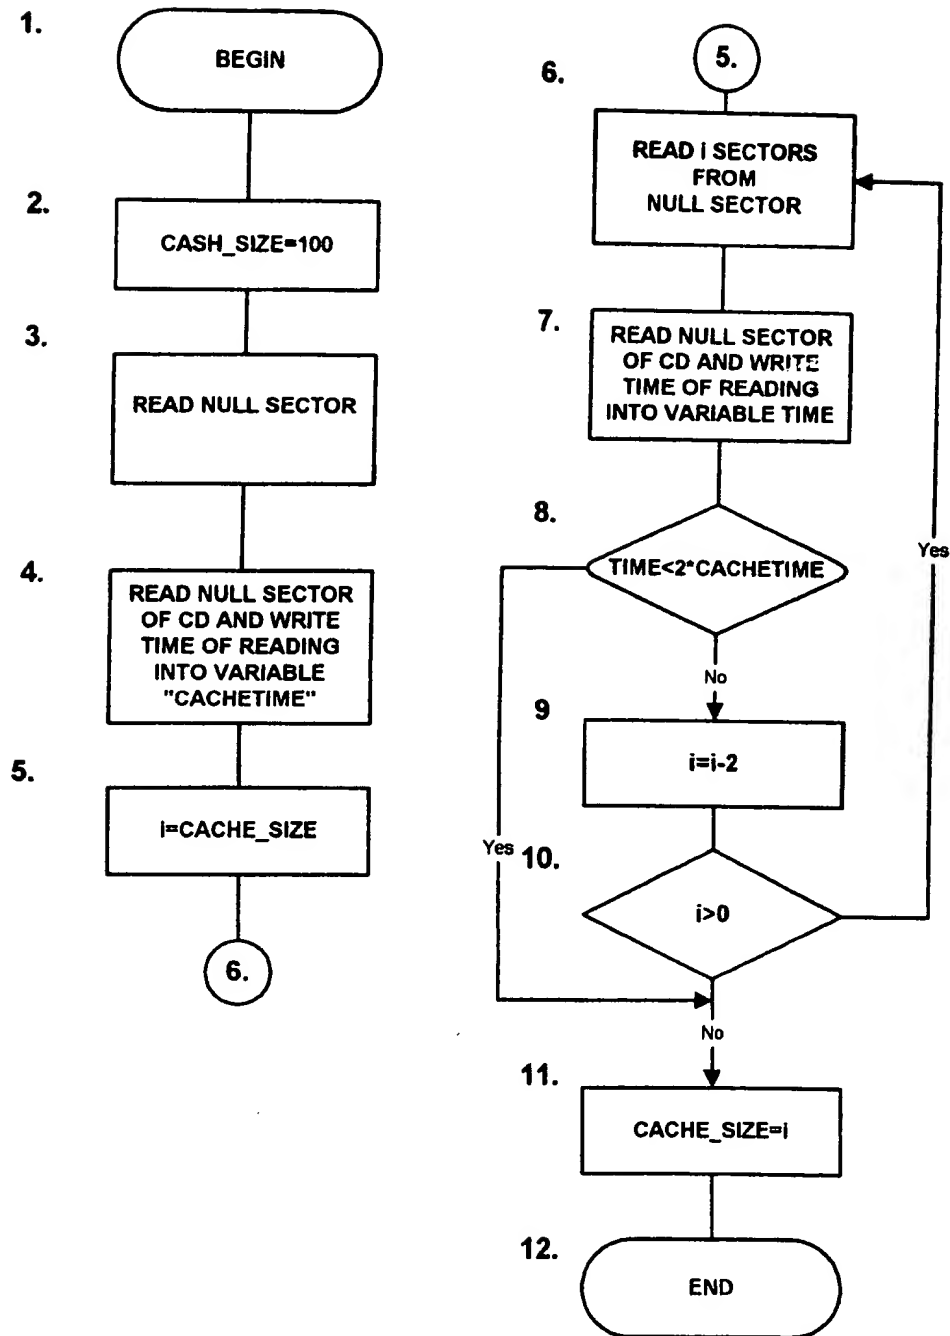 1.
BEGIN
2.
CASH_SIZE=100
3.
READ NULL SECTOR
4.
READ NULL SECTOR
OF CD AND WRITE
TIME OF READING
INTO VARIABLE
"CACHETIME"
5.
i=CACHE_SIZE
6.
5.
6.
READ i SECTORS
FROM
NULL SECTOR
7.
READ NULL SECTOR
OF CD AND WRITE
TIME OF READING
INTO VARIABLE TIME
8.
TIME<2*CACHETIME
Yes
No
9
i=i-2
Yes
10.
i>0
No
11.
CACHE_SIZE=i
12.
END